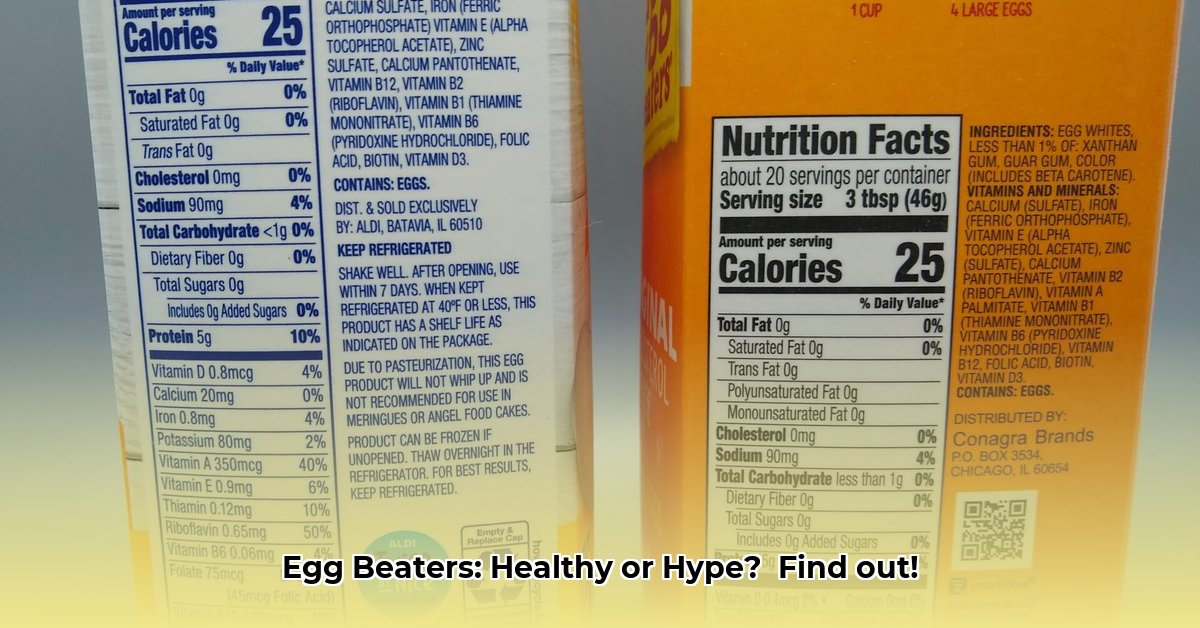 Amount per serving
Calories 25
% Daily Value*
Total Fat 0g 0%
Saturated Fat 0g 0%
Trans Fat 0g
Cholesterol 0mg 0%
Sodium 90mg 4%
Total Carbohydrate <1g 0%
Dietary Fiber 0g 0%
Total Sugars 0g
Includes 0g Added Sugars 0%
Protein 5g 10%
Vitamin D 0.8mcg 4%
Calcium 20mg 0%
Iron 0.8mg 4%
Potassium 80mg 2%
Vitamin A 350mcg 40%
Vitamin E 0.9mg 6%
Thiamin 0.12mg 10%
Riboflavin 0.65mg 50%
Vitamin B6 0.06mg 4%
Folate 75mcg
(45mcg Folic Acid)
CALCIUM SULFATE, IRON (FERRIC
ORTHOPHOSPHATE) VITAMIN E (ALPHA
TOCOPHEROL ACETATE), ZINC
SULFATE, CALCIUM PANTOTHENATE,
VITAMIN B12, VITAMIN B2
(RIBOFLAVIN), VITAMIN B1 (THIAMINE
MONONITRATE), VITAMIN B6
(PYRIDOXINE HYDROCHLORIDE), FOLIC
ACID, BIOTIN, VITAMIN D3.
CONTAINS: EGGS.
DIST. & SOLD EXCLUSIVELY
BY: ALDI, BATAVIA, IL 60510
KEEP REFRIGERATED
SHAKE WELL. AFTER OPENING, USE
WITHIN 7 DAYS. WHEN KEPT
REFRIGERATED AT 40ºF OR LESS, THIS
PRODUCT HAS A SHELF LIFE AS
INDICATED ON THE PACKAGE.
DUE TO PASTEURIZATION, THIS EGG
PRODUCT WILL NOT WHIP UP AND IS
NOT RECOMMENDED FOR USE IN
MERINGUES OR ANGEL FOOD CAKES.
PRODUCT CAN BE FROZEN IF
UNOPENED. THAW OVERNIGHT IN THE
REFRIGERATOR. FOR BEST RESULTS,
KEEP REFRIGERATED.
ALDI
Empty &
Replace Cap
1 CUP 4 LARGE EGGS
Nutrition Facts
about 20 servings per container
Serving size 3 tbsp (46g)
Amount per serving
Calories 25
% Daily Value*
Total Fat 0g 0%
Saturated Fat 0g 0%
Trans Fat 0g
Polyunsaturated Fat 0g
Monounsaturated Fat 0g
Cholesterol 0mg 0%
Sodium 90mg 4%
Total Carbohydrate less than 1g 0%
Dietary Fiber 0g 0%
Total Sugars 0g
Includes 0g Added Sugars 0%
Vitamin D 0.4mcg 2% •
INGREDIENTS: EGG WHITES,
LESS THAN 1% OF: XANTHAN
GUM, GUAR GUM, COLOR
(INCLUDES BETA CAROTENE).
VITAMINS AND MINERALS:
CALCIUM (SULFATE), IRON
(FERRIC ORTHOPHOSPHATE),
VITAMIN E (ALPHA
TOCOPHEROL ACETATE), ZINC
(SULFATE), CALCIUM
PANTOTHENATE, VITAMIN B2
(RIBOFLAVIN), VITAMIN A
PALMITATE, VITAMIN B1
(THIAMINE MONONITRATE),
VITAMIN B6 (PYRIDOXINE
HYDROCHLORIDE), VITAMIN
B12, FOLIC ACID, BIOTIN,
VITAMIN D3.
CONTAINS: EGGS.
DISTRIBUTED BY:
Conagra Brands
P.O. BOX 3534,
CHICAGO, IL 60654
Egg Beaters: Healthy or Hype? Find out!